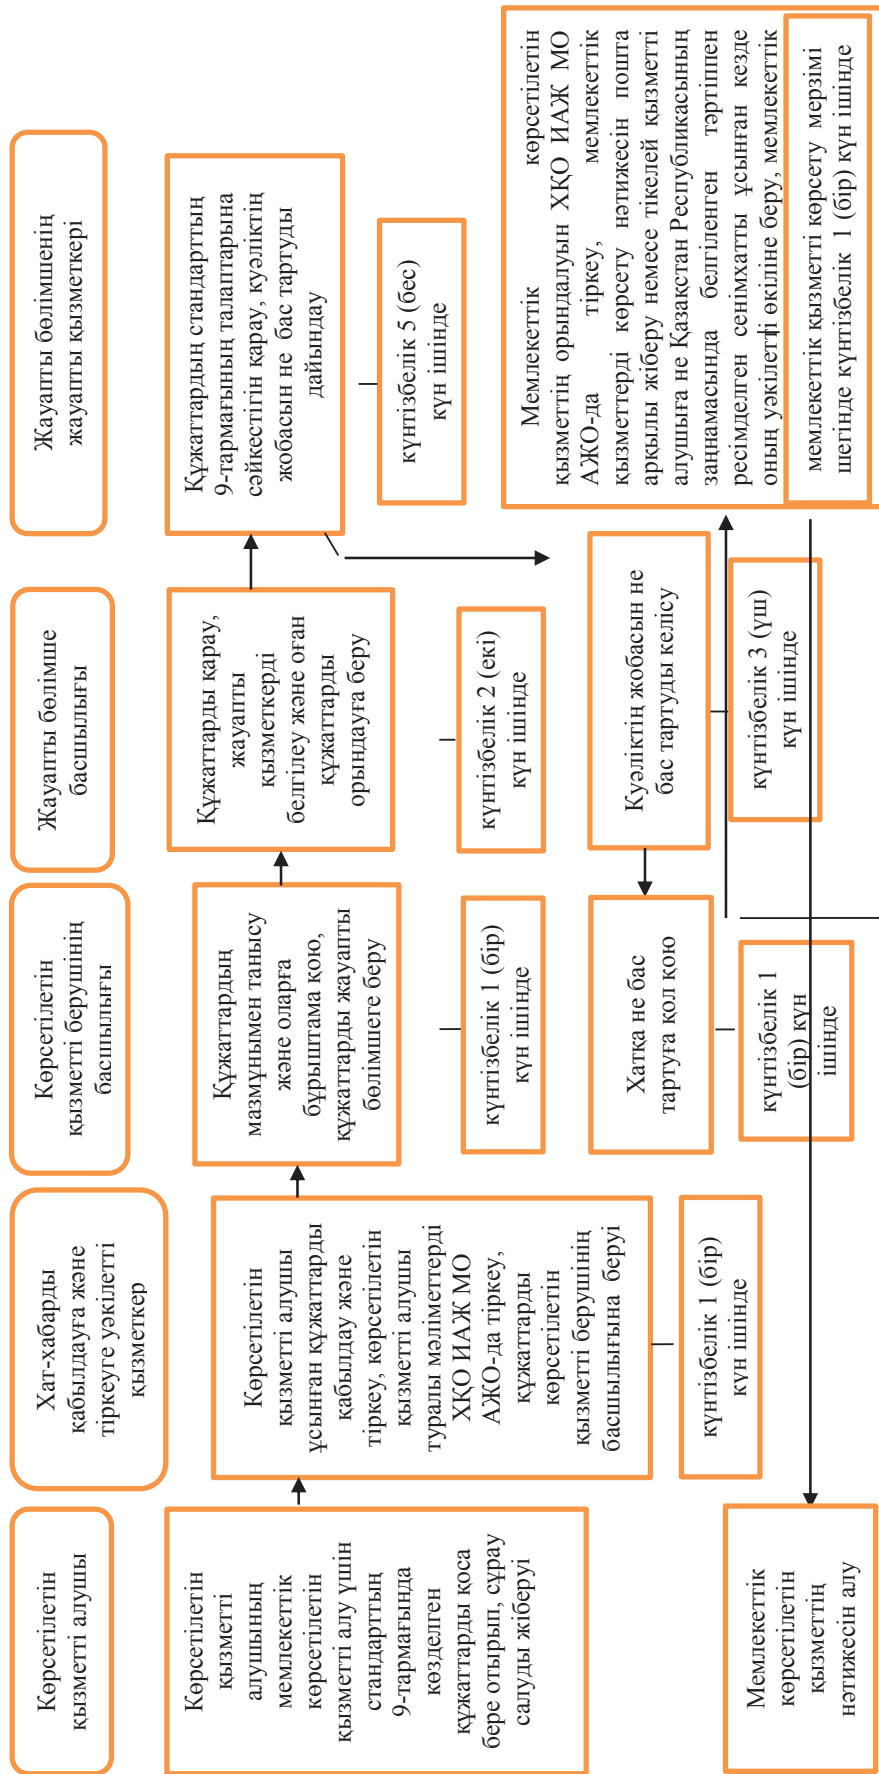 Көрсетілетін
қызметті алушы
Хат-хабарды
қабылдауға және
тіркеуге уәкілетті
қызметкер
Көрсетілетін
қызметті берушінің
басшылығы
Жауапты бөлімше
басшылығы
Жауапты бөлімшенің
жауапты қызметкері
Көрсетілетін
қызметті
алушының
мемлекеттік
көрсетілетін
қызметті алу үшін
стандарттың
9-тармағында
көзделген
құжаттарды қоса
бере отырып, сұрау
салуды жіберуі
Көрсетілетін
қызметті алушы
ұсынған құжаттарды
қабылдау және
тіркеу, көрсетілетін
қызметті алушы
туралы мәліметтерді
ХҚО ИАЖ МО
АЖО-да тіркеу,
құжаттарды
көрсетілетін
қызметті берушінің
басшылығына беруі
күнтізбелік 1 (бір)
күн ішінде
Құжаттардың
мазмұнымен танысу
және оларға
бұрыштама қою,
құжаттарды жауапты
бөлімшеге беру
күнтізбелік 1 (бір)
күн ішінде
Құжаттарды қарау,
жауапты
қызметкерді
белгілеу және оған
құжаттарды
орындауға беру
күнтізбелік 2 (екі)
күн ішінде
Құжаттардың стандарттың
9-тармағының талаптарына
сәйкестігін қарау, куәліктің
жобасын не бас тартуды
дайындау
күнтізбелік 5 (бес)
күн ішінде
Куәліктің жобасын не
бас тартуды келісу
күнтізбелік 3 (үш)
күн ішінде
Хатқа не бас
тартуға қол қою
күнтізбелік 1
(бір) күн
ішінде
Мемлекеттік көрсетілетін
қызметтің орындалуын ХҚО ИАЖ МО
АЖО-да тіркеу, мемлекеттік
қызметтерді көрсету нәтижесін пошта
арқылы жіберу немесе тікелей қызметті
алушыға не Қазақстан Республикасының
заңнамасында белгіленген тәртіппен
ресімделген сенімхатты ұсынған кезде
оның уәкілетті өкіліне беру, мемлекеттік
мемлекеттік қызметті көрсету мерзімі
шегінде күнтізбелік 1 (бір) күн ішінде
Мемлекеттік
көрсетілетін
қызметтің
нәтижесін алу